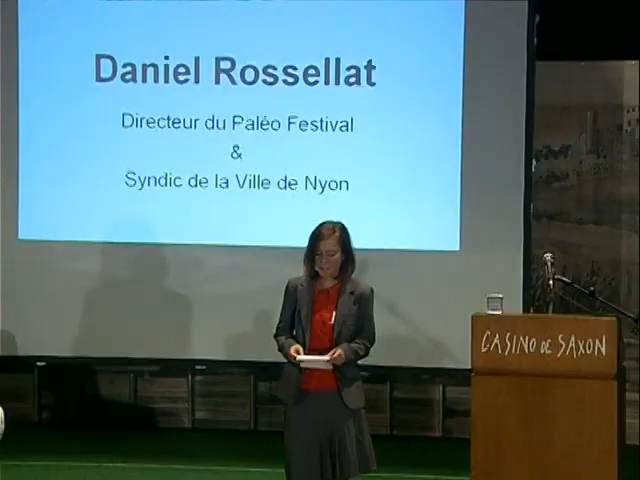 Daniel Rossellat
Directeur du Paléo Festival
&
Syndic de la Ville de Nyon
CASINO DE SAXON